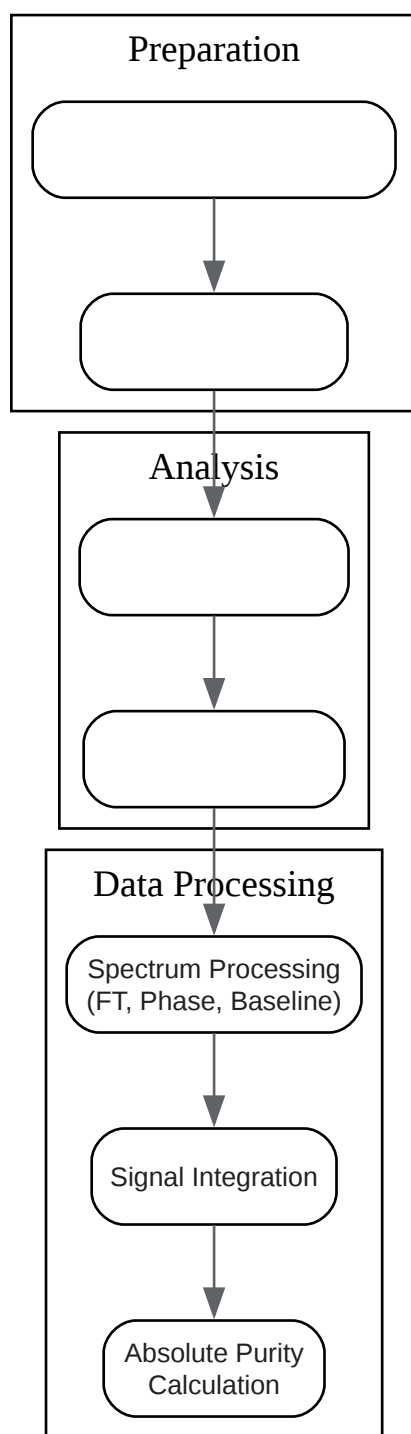 Preparation
Analysis
Data Processing
Spectrum Processing
(FT, Phase, Baseline)
Signal Integration
Absolute Purity
Calculation